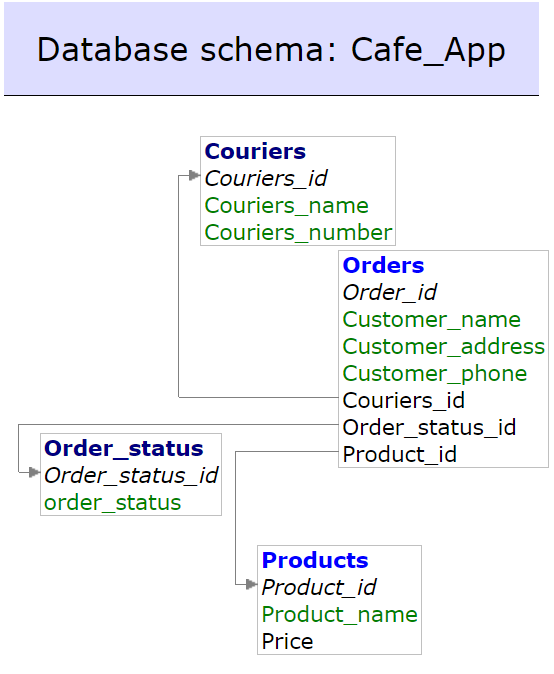 Database schema: Cafe_App
Couriers
Couriers_id
Couriers_name
Couriers_number
Orders
Order_id
Customer_name
Customer_address
Customer_phone
Couriers_id
Order_status_id
Product_id
Order_status
Order_status_id
order_status
Products
Product_id
Product_name
Price